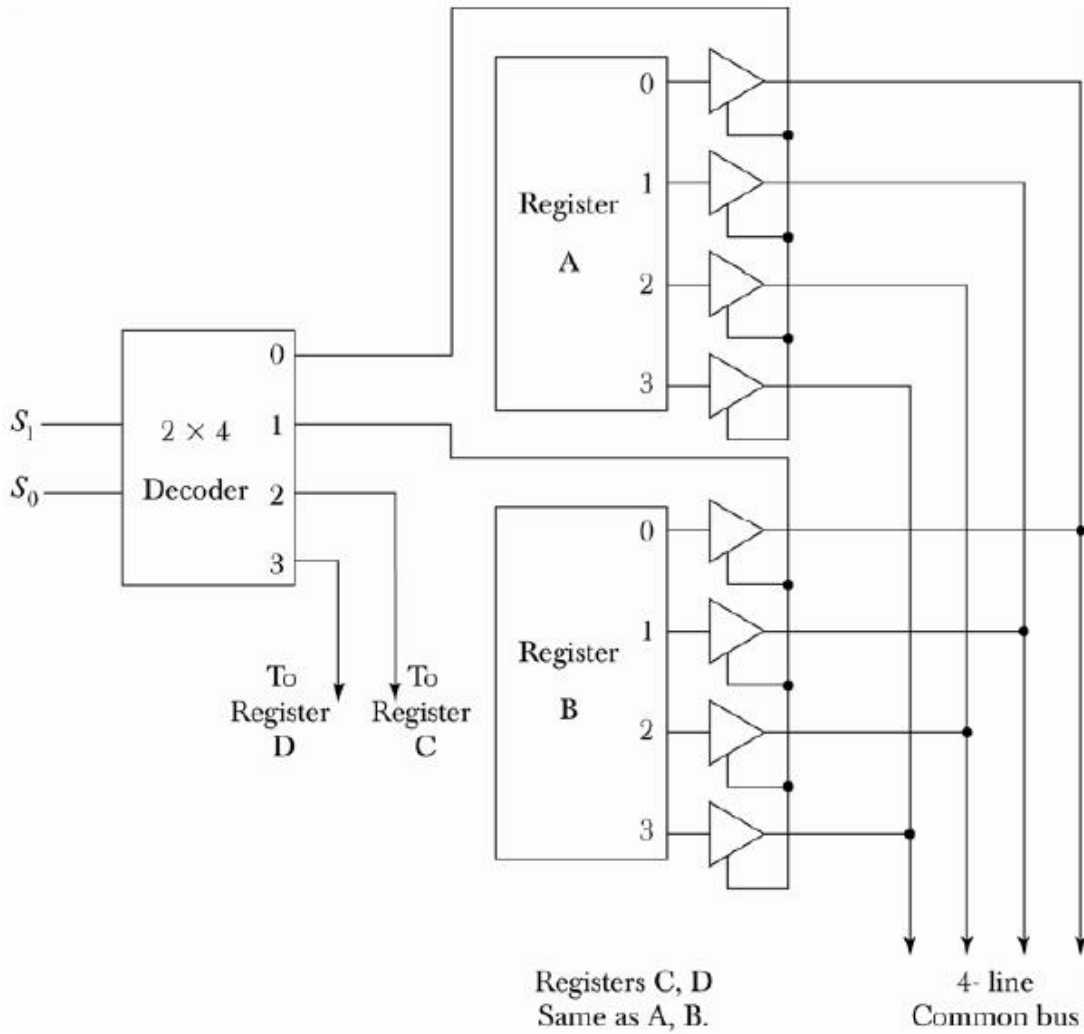 0
Register
A
1
2
3
S₁
S₀
2 × 4
Decoder
0
1
2
3
To
Register
D
To
Register
C
0
Register
B
1
2
3
Registers C, D
Same as A, B.
4- line
Common bus